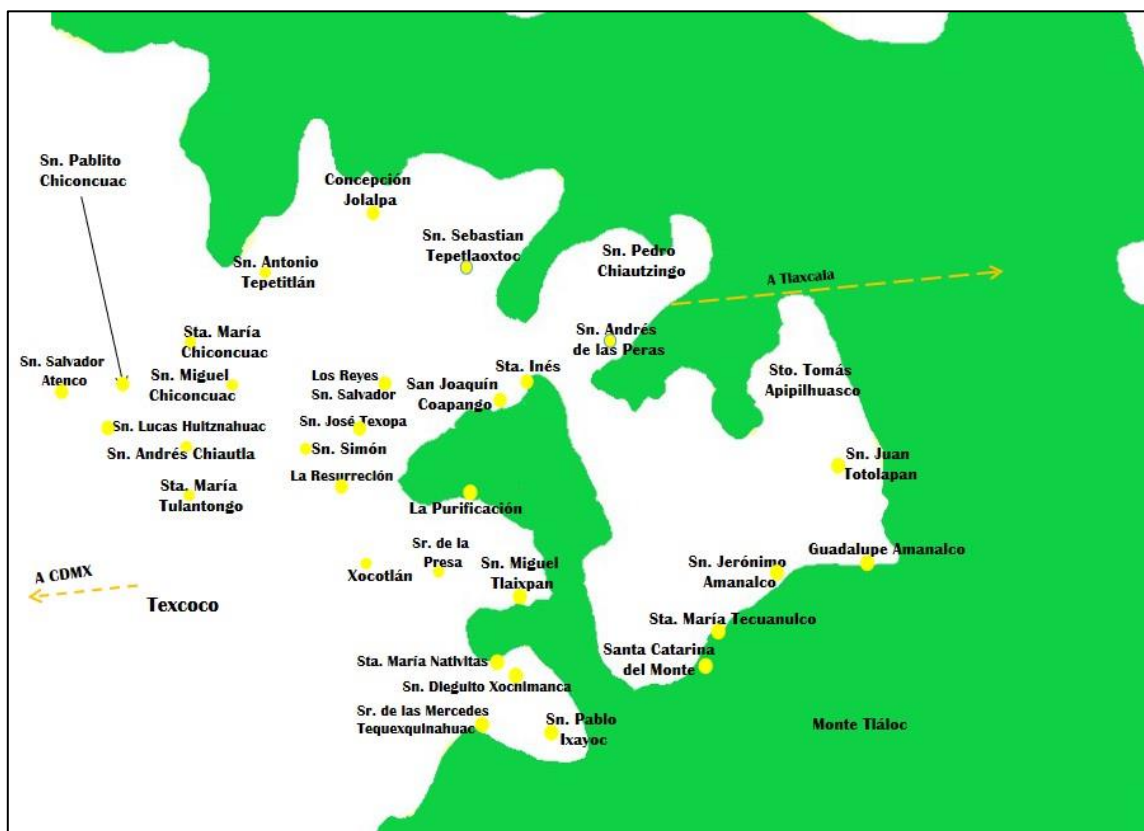 Sn. Pablito
Chiconcuac
Concepción
Jolalpa
Sn. Sebastian
Tepetlaoxtoc
Sn. Pedro
Chiautzingo
Sn. Antonio
Tepetitlán
A Tlaxcala
Sta. María
Chiconcuac
Sn. Andrés
de las Peras
Sn. Salvador
Atenco
Sn. Miguel
Chiconcuac
Los Reyes
Sn. Salvador
San Joaquín
Coapango
Sta. Inés
Sto. Tomás
Apipilhuasco
Sn. Lucas Huitznahuac
Sn. José Texopa
Sn. Andrés Chiautla
Sn. Simón
Sn. Juan
Totolapan
Sta. María
Tulantongo
La Resurreción
La Purificación
Sr. de la
Presa
Xocotlán
Sn. Miguel
Tlaixpan
Sn. Jerónimo
Amanalco
Guadalupe Amanalco
A CDMX
Texcoco
Sta. María Tecuanulco
Santa Catarina
del Monte
Sta. María Nativitas
Sn. Dieguito Xochimanca
Sr. de las Mercedes
Tequexquinahuac
Sn. Pablo
Ixayoc
Monte Tláloc